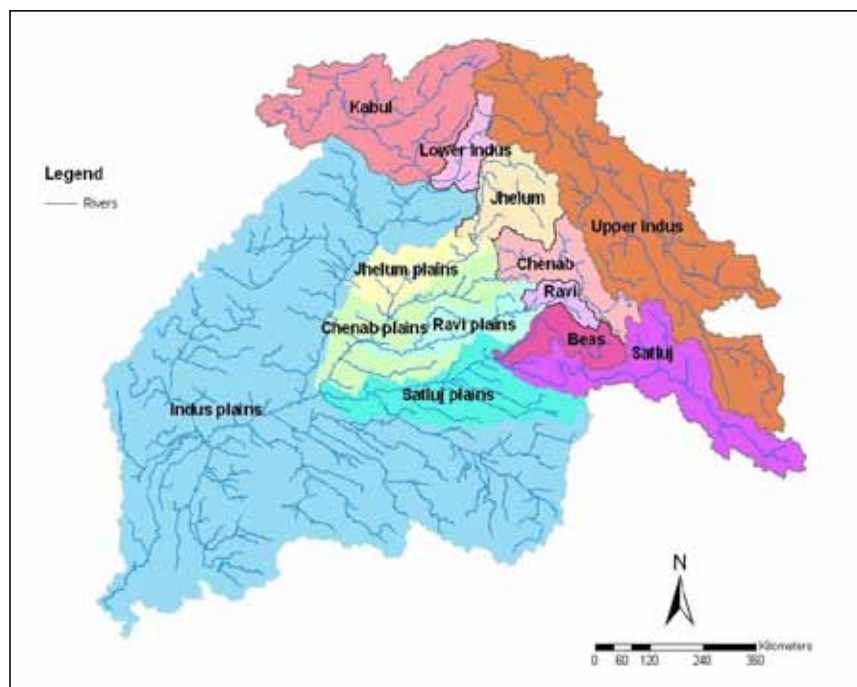 Kabul
Lower Indus
Legend
Rivers
Jhelum
Upper Indus
Chenab
Jhelum plains
Ravi
Chenab plains
Ravi plains
Beas
Satluj
Satluj plains
Indus plains
N
Kilometers
0 60 120 240 360